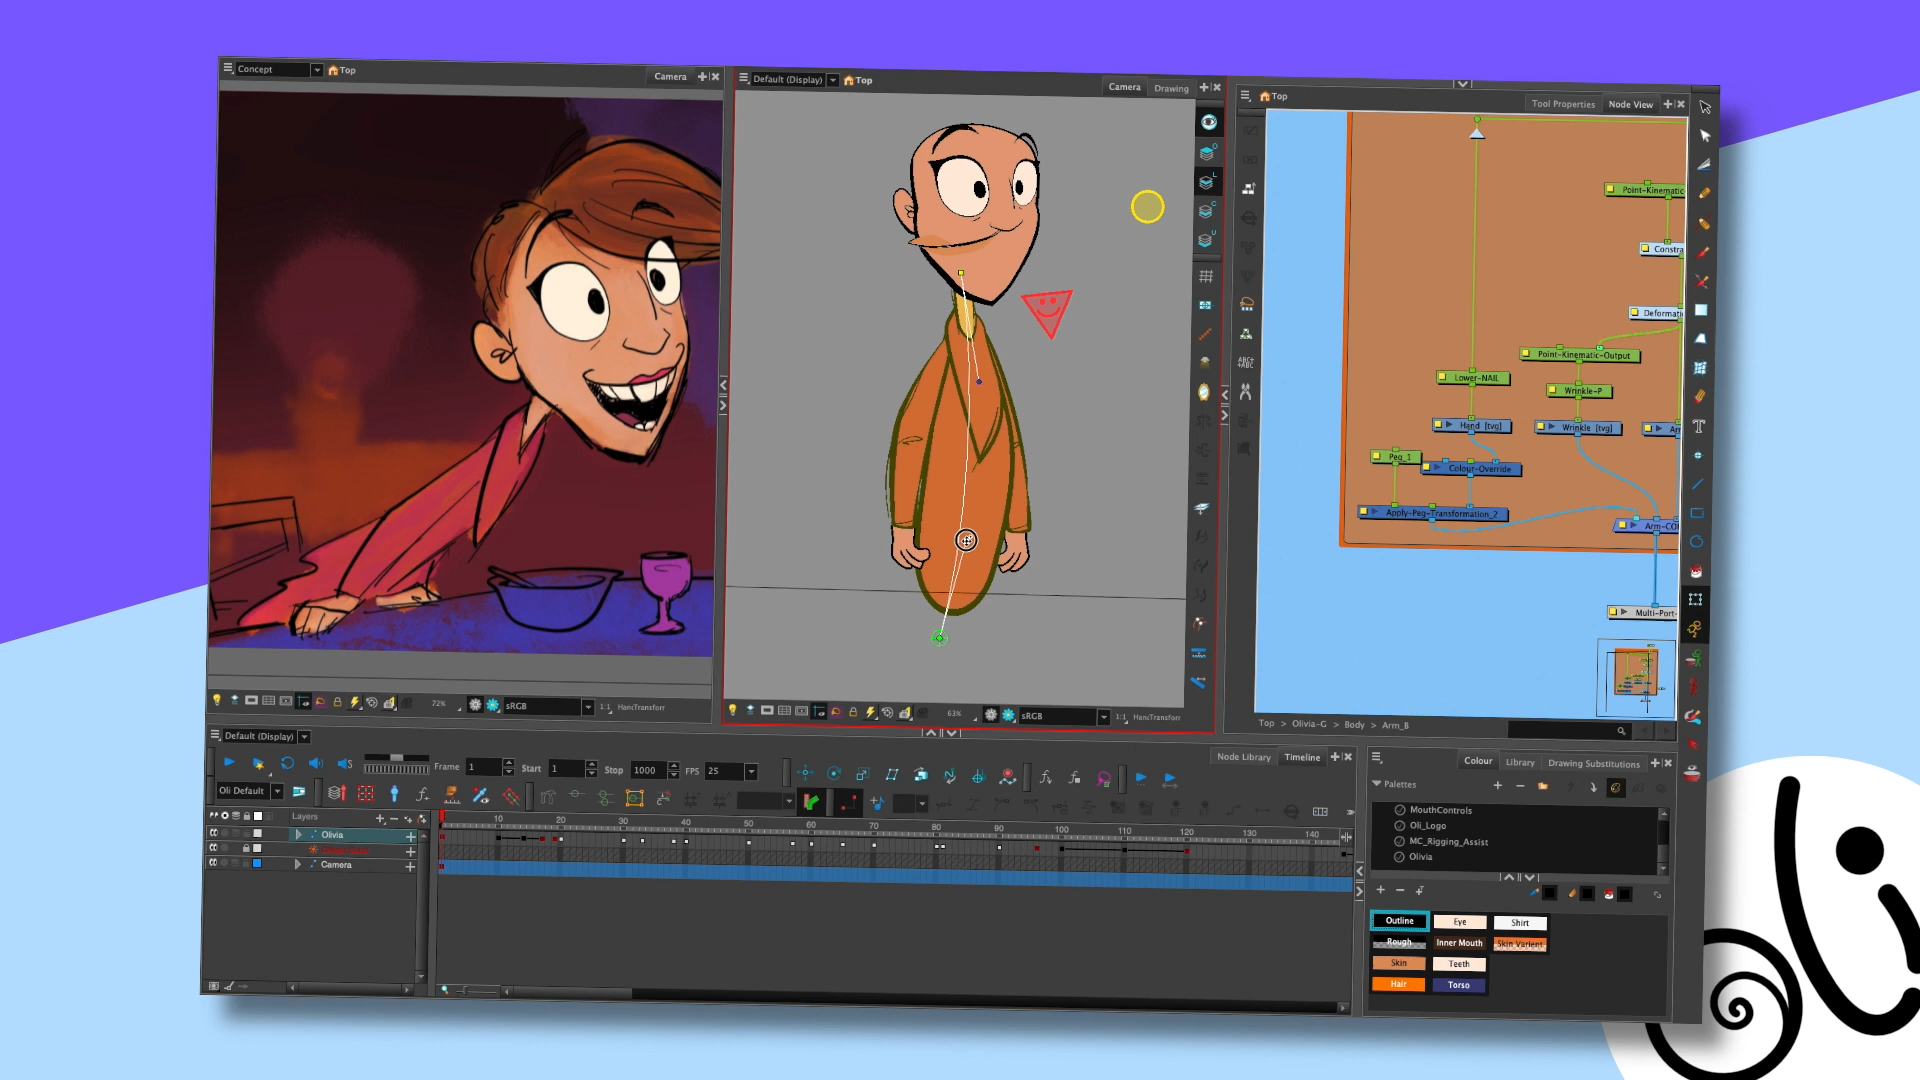 Concept
Top
Camera
Default (Display)
Top
Camera
Drawing
Top
Tool Properties
Node View
Point-Kinematic
Constra
Deformati
Point-Kinematic-Output
Lower-NAIL
Wrinkle-P
Hand [tvg]
Wrinkle [tvg]
Peg_1
Colour-Override
Apply-Peg-Transformation_2
Arm-CO
Multi-Port-
72%
sRGB
1:1
63%
sRGB
1:1
Top > Olivia-G > Body > Arm_B
Default (Display)
Node Library
Timeline
Frame 1
Start 1
Stop 1000
FPS 25
Oli Default
Layers
10 20 30 40 50 60 70 80 90 100 110 120 130 140
Olivia
Camera
Colour
Library
Drawing Substitutions
Palettes
MouthControls
Oli_Logo
MC_Rigging_Assist
Olivia
Outline
Eye
Shirt
Rough
Inner Mouth
Skin Varient
Skin
Teeth
Hair
Torso